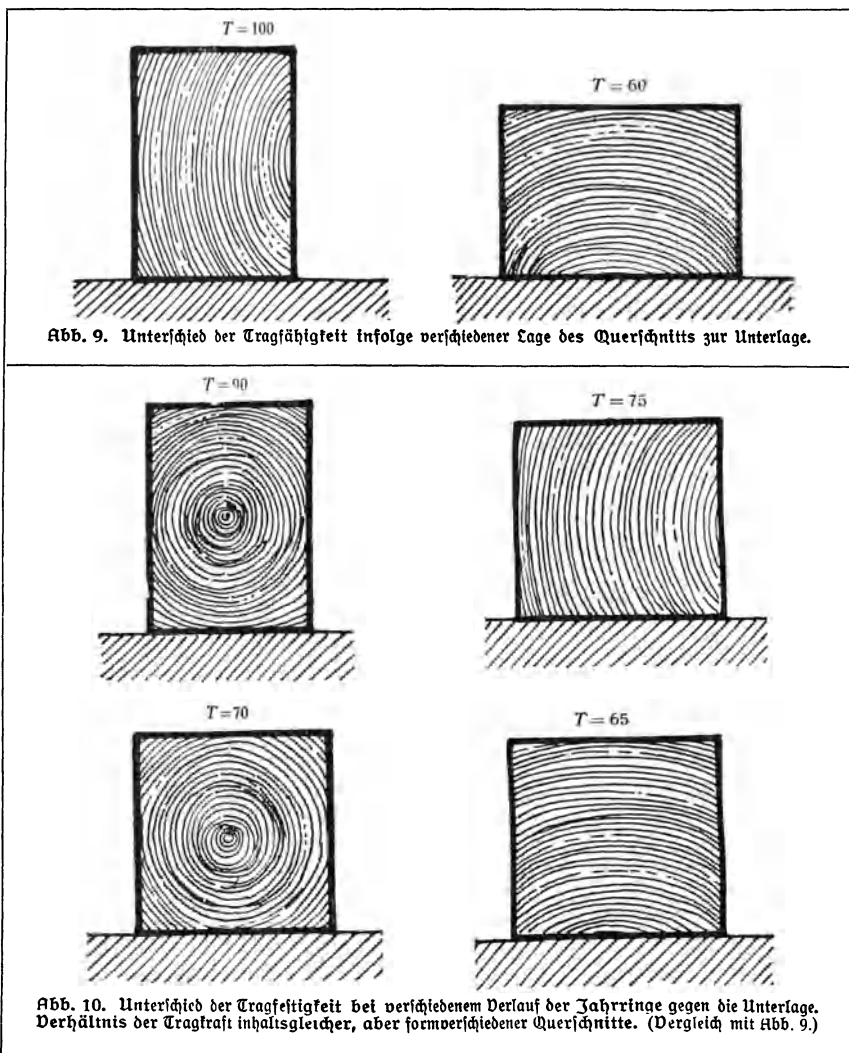 T = 100
T = 60
Abb. 9. Unterschied der Tragfähigkeit infolge verschiedener Lage des Querschnitts zur Unterlage.
T = 90
T = 75
T = 70
T = 65
Abb. 10. Unterschied der Tragfestigkeit bei verschiedenem Verlauf der Jahrringe gegen die Unterlage.
Verhältnis der Tragkraft inhaltsgleicher, aber formverschiedener Querschnitte. (Vergleich mit Abb. 9.)